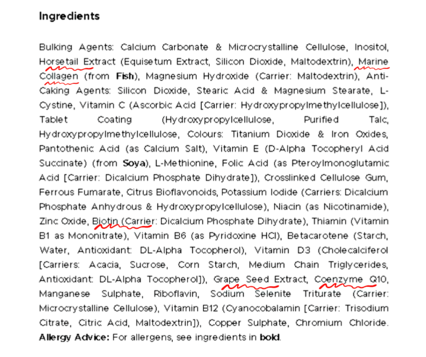 Ingredients
Bulking Agents: Calcium Carbonate & Microcrystalline Cellulose, Inositol,
Horsetail Extract (Equisetum Extract, Silicon Dioxide, Maltodextrin), Marine
Collagen (from Fish), Magnesium Hydroxide (Carrier: Maltodextrin), Anti-
Caking Agents: Silicon Dioxide, Stearic Acid & Magnesium Stearate, L-
Cystine, Vitamin C (Ascorbic Acid [Carrier: Hydroxypropylmethylcellulose]),
Tablet Coating (Hydroxypropylcellulose, Purified Talc,
Hydroxypropylmethylcellulose, Colours: Titanium Dioxide & Iron Oxides,
Pantothenic Acid (as Calcium Salt), Vitamin E (D-Alpha Tocopheryl Acid
Succinate) (from Soya), L-Methionine, Folic Acid (as Pteroylmonoglutamic
Acid [Carrier: Dicalcium Phosphate Dihydrate]), Crosslinked Cellulose Gum,
Ferrous Fumarate, Citrus Bioflavonoids, Potassium Iodide (Carriers: Dicalcium
Phosphate Anhydrous & Hydroxypropylcellulose), Niacin (as Nicotinamide),
Zinc Oxide, Biotin (Carrier: Dicalcium Phosphate Dihydrate), Thiamin (Vitamin
B1 as Mononitrate), Vitamin B6 (as Pyridoxine HCl), Betacarotene (Starch,
Water, Antioxidant: DL-Alpha Tocopherol), Vitamin D3 (Cholecalciferol
[Carriers: Acacia, Sucrose, Corn Starch, Medium Chain Triglycerides,
Antioxidant: DL-Alpha Tocopherol]), Grape Seed Extract, Coenzyme Q10,
Manganese Sulphate, Riboflavin, Sodium Selenite Triturate (Carrier:
Microcrystalline Cellulose), Vitamin B12 (Cyanocobalamin [Carrier: Trisodium
Citrate, Citric Acid, Maltodextrin]), Copper Sulphate, Chromium Chloride.
Allergy Advice: For allergens, see ingredients in bold.